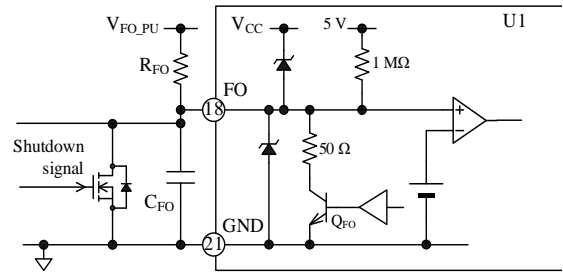 V_FO_PU
V_CC
5 V
U1
R_FO
1 MΩ
FO
18
+
−
Shutdown
signal
50 Ω
C_FO
Q_FO
GND
21